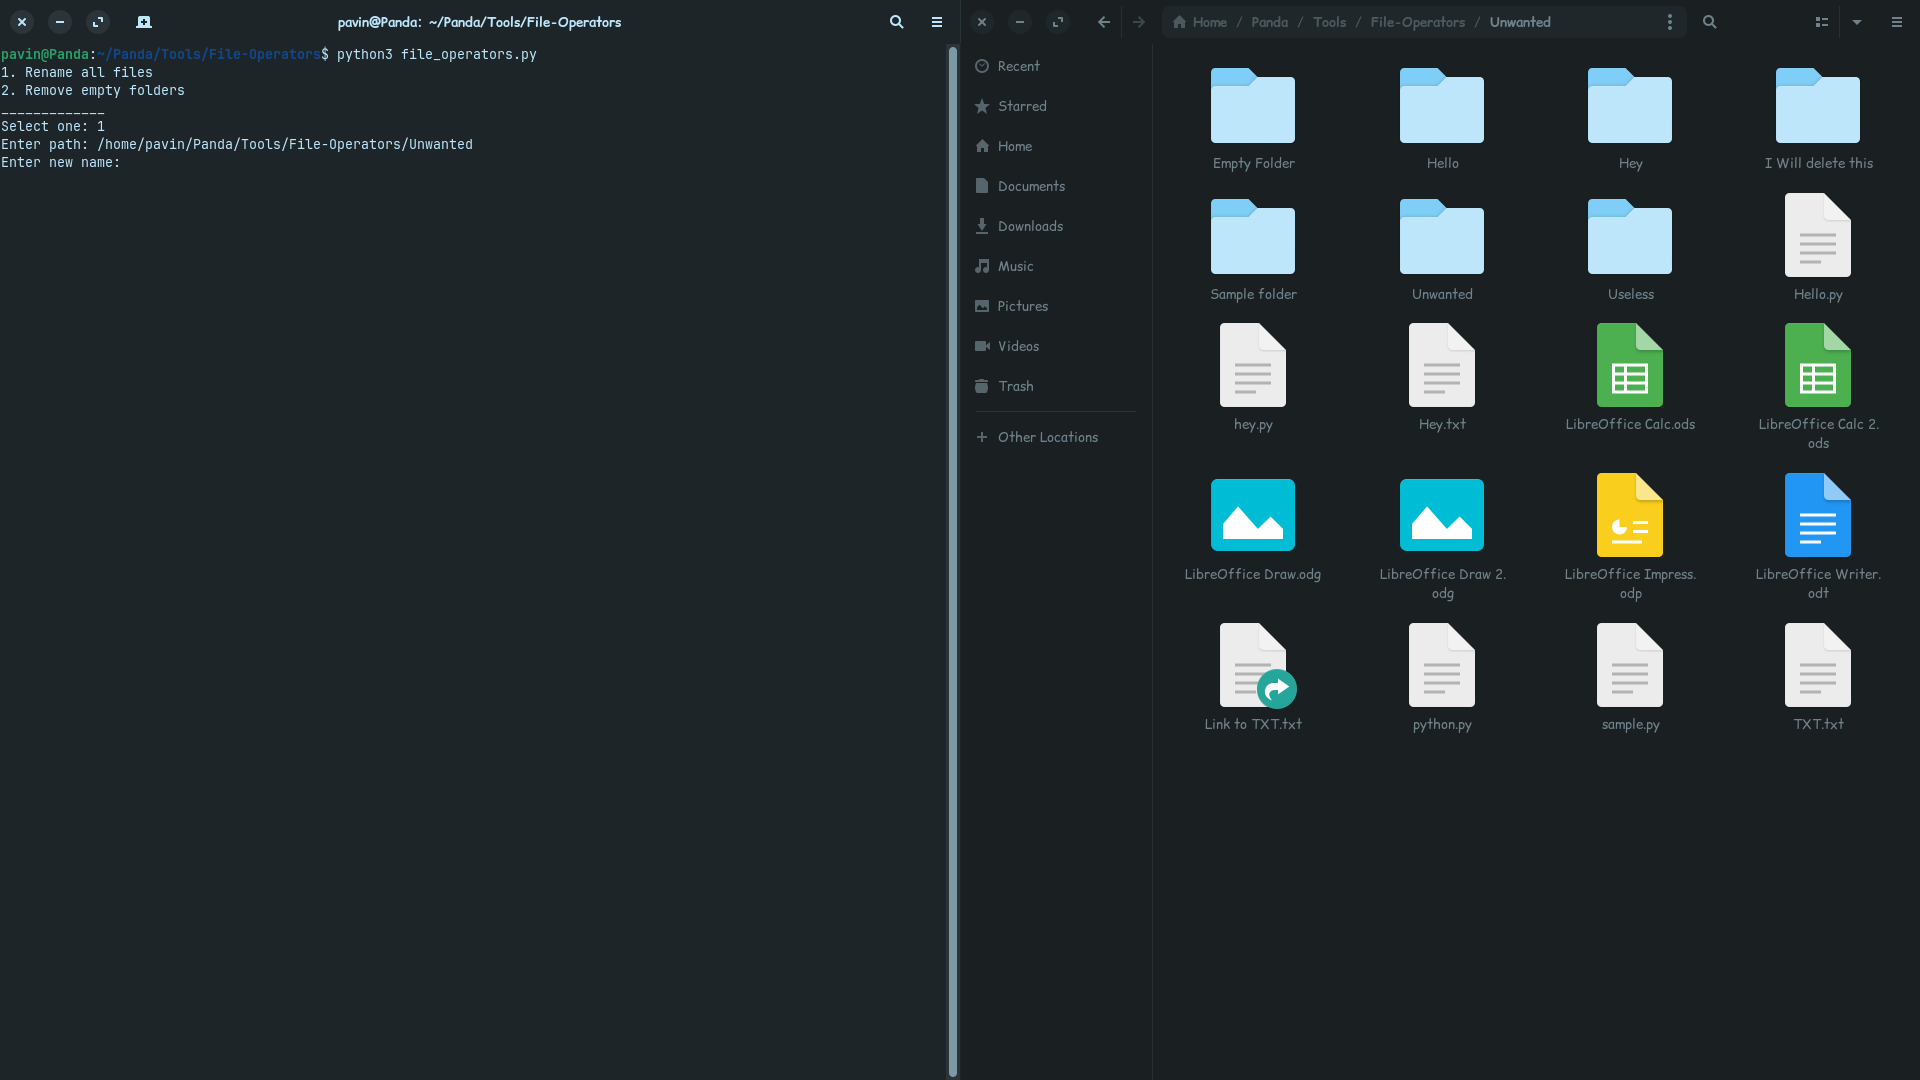 pavin@Panda: ~/Panda/Tools/File-Operators
pavin@Panda:~/Panda/Tools/File-Operators$ python3 file_operators.py
1. Rename all files
2. Remove empty folders
_____________
Select one: 1
Enter path: /home/pavin/Panda/Tools/File-Operators/Unwanted
Enter new name:
Home / Panda / Tools / File-Operators / Unwanted
Recent
Starred
Home
Documents
Downloads
Music
Pictures
Videos
Trash
Other Locations
Empty Folder
Hello
Hey
I Will delete this
Sample folder
Unwanted
Useless
Hello.py
hey.py
Hey.txt
LibreOffice Calc.ods
LibreOffice Calc 2.
ods
LibreOffice Draw.odg
LibreOffice Draw 2.
odg
LibreOffice Impress.
odp
LibreOffice Writer.
odt
Link to TXT.txt
python.py
sample.py
TXT.txt